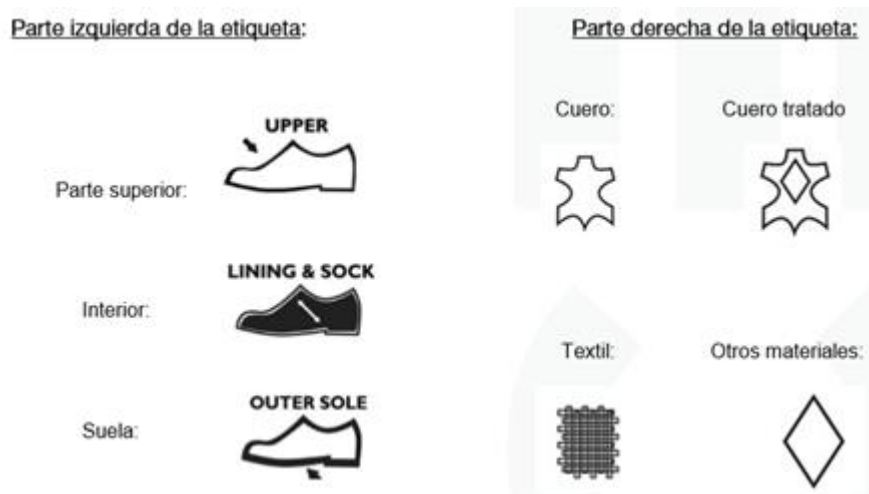 Parte izquierda de la etiqueta:
Parte derecha de la etiqueta:
Cuero:
Cuero tratado
UPPER
Parte superior:
LINING & SOCK
Interior:
Textil:
Otros materiales:
OUTER SOLE
Suela: